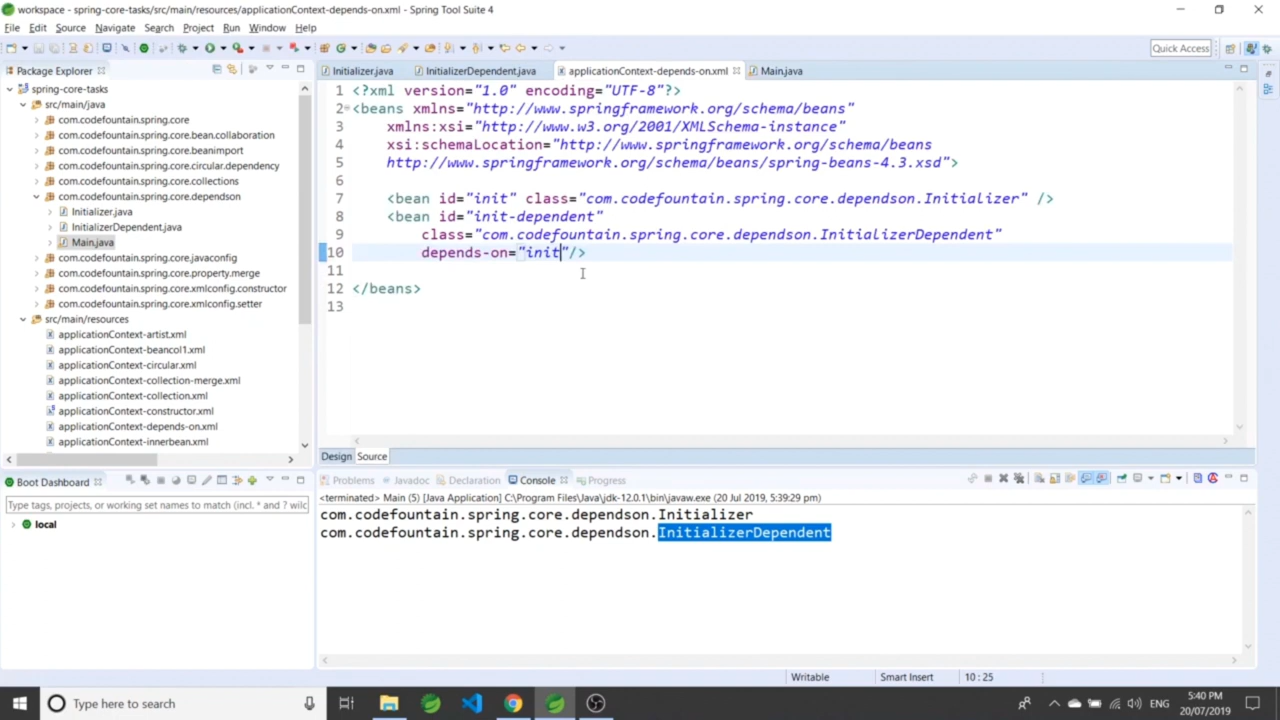 workspace - spring-core-tasks/src/main/resources/applicationContext-depends-on.xml - Spring Tool Suite 4
File Edit Source Navigate Search Project Run Window Help
Quick Access
Package Explorer
spring-core-tasks
src/main/java
com.codefountain.spring.core
com.codefountain.spring.core.bean.collaboration
com.codefountain.spring.core.beanimport
com.codefountain.spring.core.circular.dependency
com.codefountain.spring.core.collections
com.codefountain.spring.core.dependson
Initializer.java
InitializerDependent.java
Main.java
com.codefountain.spring.core.javaconfig
com.codefountain.spring.core.property.merge
com.codefountain.spring.core.xmlconfig.constructor
com.codefountain.spring.core.xmlconfig.setter
src/main/resources
applicationContext-artist.xml
applicationContext-beancol1.xml
applicationContext-circular.xml
applicationContext-collection-merge.xml
applicationContext-collection.xml
applicationContext-constructor.xml
applicationContext-depends-on.xml
applicationContext-innerbean.xml
Initializer.java InitializerDependent.java applicationContext-depends-on.xml Main.java
1 <?xml version="1.0" encoding="UTF-8"?>
2 <beans xmlns="http://www.springframework.org/schema/beans"
3 xmlns:xsi="http://www.w3.org/2001/XMLSchema-instance"
4 xsi:schemaLocation="http://www.springframework.org/schema/beans
5 http://www.springframework.org/schema/beans/spring-beans-4.3.xsd">
6
7 <bean id="init" class="com.codefountain.spring.core.dependson.Initializer" />
8 <bean id="init-dependent"
9 class="com.codefountain.spring.core.dependson.InitializerDependent"
10 depends-on="init"/>
11
12 </beans>
13
Design Source
Boot Dashboard
Type tags, projects, or working set names to match (incl. * and ? wilc
local
Problems Javadoc Declaration Console Progress
<terminated> Main (5) [Java Application] C:\Program Files\Java\jdk-12.0.1\bin\javaw.exe (20 Jul 2019, 5:39:29 pm)
com.codefountain.spring.core.dependson.Initializer
com.codefountain.spring.core.dependson.InitializerDependent
Writable Smart Insert 10 : 25
Type here to search
ENG
5:40 PM
20/07/2019